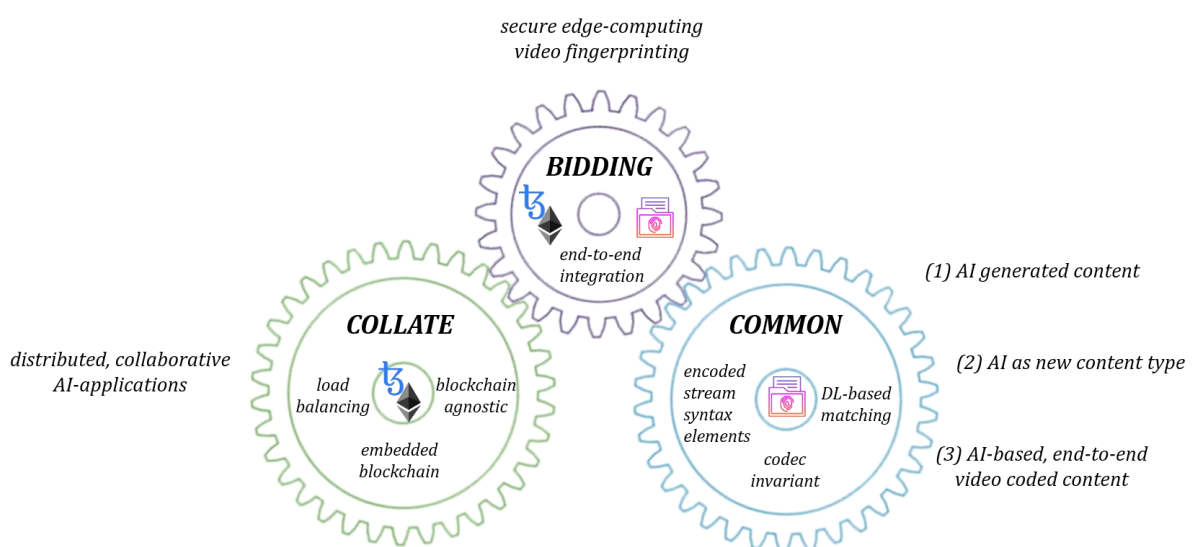 secure edge-computing
video fingerprinting
BIDDING
end-to-end
integration
COLLATE
load
balancing
blockchain
agnostic
embedded
blockchain
distributed, collaborative
AI-applications
COMMON
encoded
stream
syntax
elements
DL-based
matching
codec
invariant
(1) AI generated content
(2) AI as new content type
(3) AI-based, end-to-end
video coded content